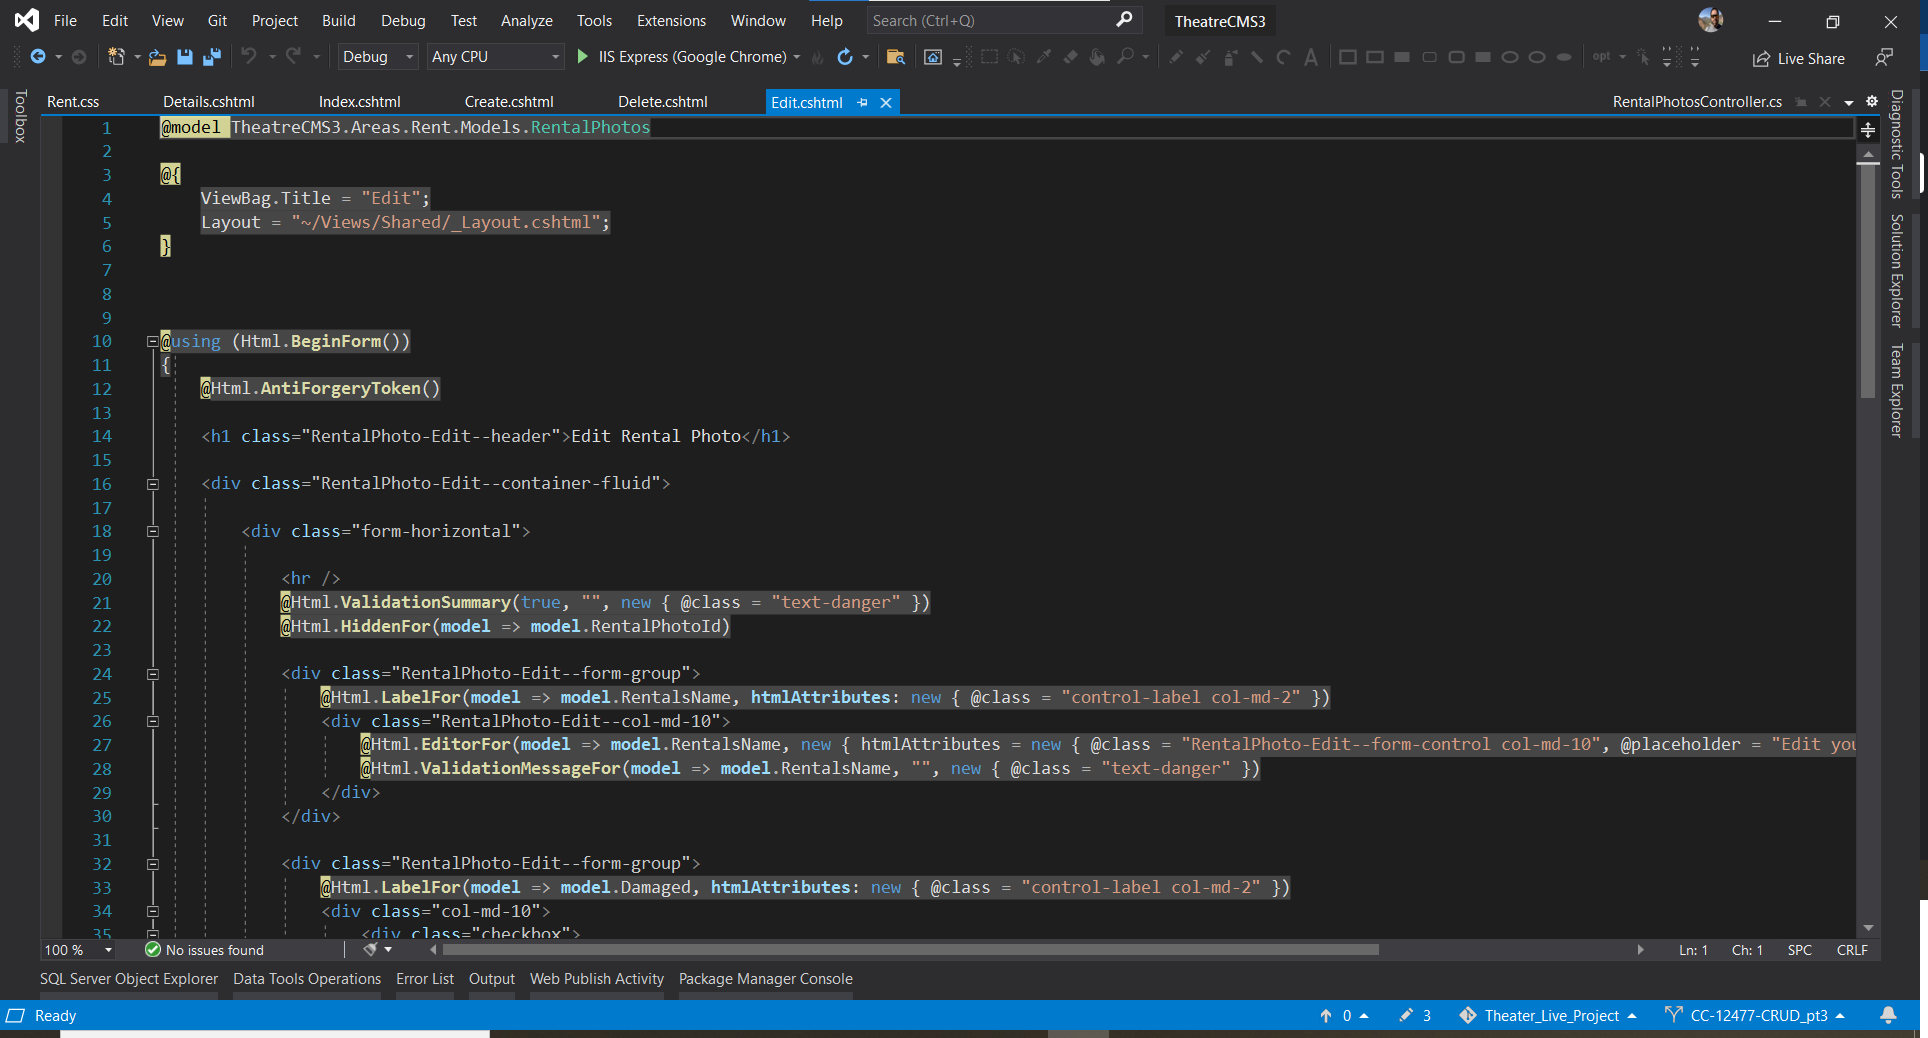 File Edit View Git Project Build Debug Test Analyze Tools Extensions Window Help Search (Ctrl+Q) TheatreCMS3
Debug Any CPU IIS Express (Google Chrome) opt Live Share
Rent.css Details.cshtml Index.cshtml Create.cshtml Delete.cshtml Edit.cshtml RentalPhotosController.cs
Toolbox
Diagnostic Tools
Solution Explorer
Team Explorer
1 @model TheatreCMS3.Areas.Rent.Models.RentalPhotos
2
3 @{
4 ViewBag.Title = "Edit";
5 Layout = "~/Views/Shared/_Layout.cshtml";
6 }
7
8
9
10 @using (Html.BeginForm())
11 {
12 @Html.AntiForgeryToken()
13
14 <h1 class="RentalPhoto-Edit--header">Edit Rental Photo</h1>
15
16 <div class="RentalPhoto-Edit--container-fluid">
17
18 <div class="form-horizontal">
19
20 <hr />
21 @Html.ValidationSummary(true, "", new { @class = "text-danger" })
22 @Html.HiddenFor(model => model.RentalPhotoId)
23
24 <div class="RentalPhoto-Edit--form-group">
25 @Html.LabelFor(model => model.RentalsName, htmlAttributes: new { @class = "control-label col-md-2" })
26 <div class="RentalPhoto-Edit--col-md-10">
27 @Html.EditorFor(model => model.RentalsName, new { htmlAttributes = new { @class = "RentalPhoto-Edit--form-control col-md-10", @placeholder = "Edit you
28 @Html.ValidationMessageFor(model => model.RentalsName, "", new { @class = "text-danger" })
29 </div>
30 </div>
31
32 <div class="RentalPhoto-Edit--form-group">
33 @Html.LabelFor(model => model.Damaged, htmlAttributes: new { @class = "control-label col-md-2" })
34 <div class="col-md-10">
35 <div class="checkbox">
100 % No issues found Ln: 1 Ch: 1 SPC CRLF
SQL Server Object Explorer Data Tools Operations Error List Output Web Publish Activity Package Manager Console
Ready 0 3 Theater_Live_Project CC-12477-CRUD_pt3